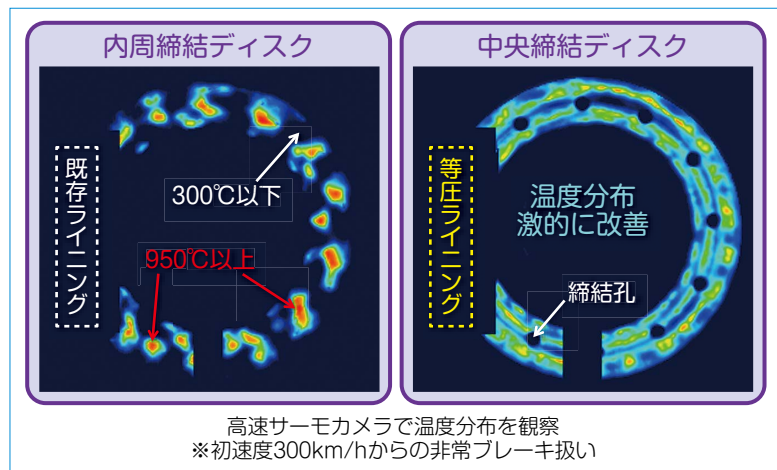 内周締結ディスク
既存ライニング
300℃以下
950℃以上
中央締結ディスク
等圧ライニング
温度分布
激的に改善
締結孔
高速サーモカメラで温度分布を観察
※初速度300km/hからの非常ブレーキ扱い